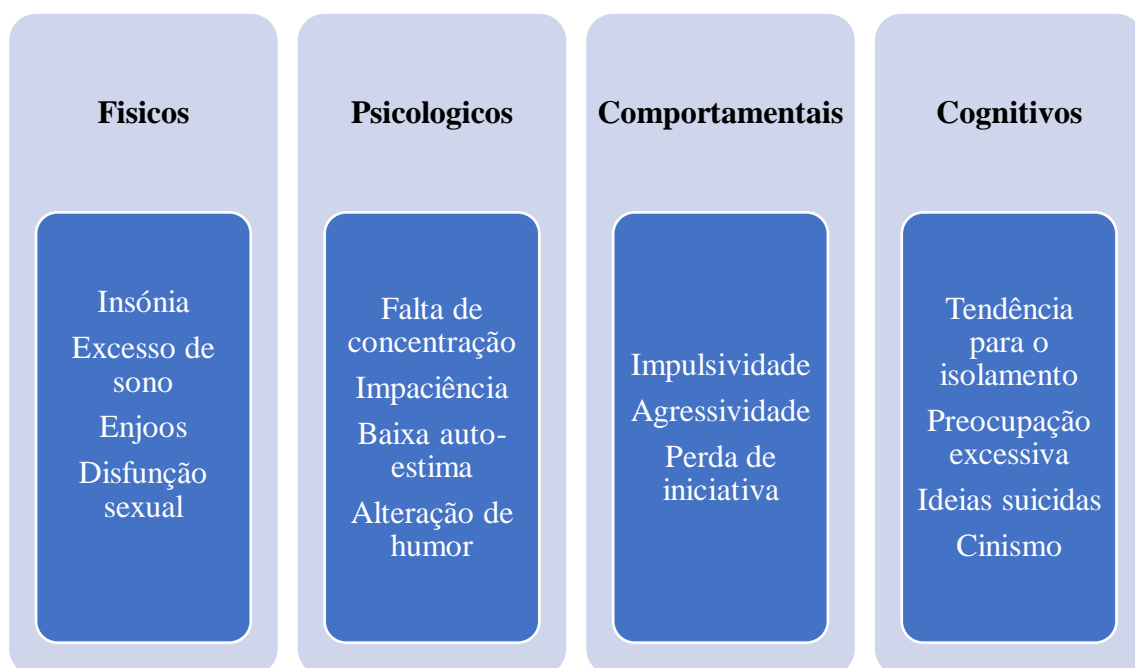 Fisicos
Insónia
Excesso de
sono
Enjoos
Disfunção
sexual
Psicologicos
Falta de
concentração
Impaciência
Baixa auto-
estima
Alteração de
humor
Comportamentais
Impulsividade
Agressividade
Perda de
iniciativa
Cognitivos
Tendência
para o
isolamento
Preocupação
excessiva
Ideias suicidas
Cinismo